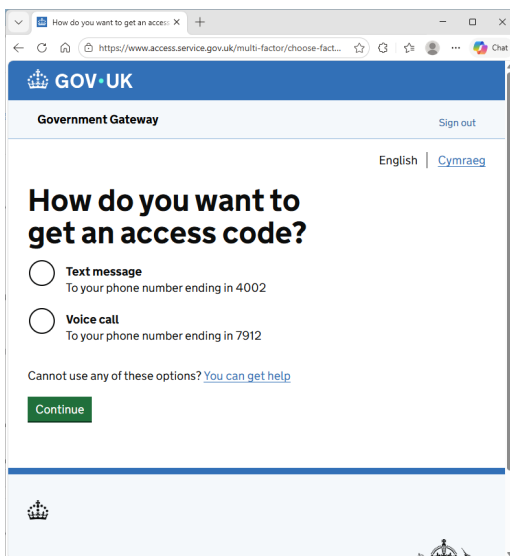 How do you want to get an access
https://www.access.service.gov.uk/multi-factor/choose-fact...
Chat
GOV·UK
Government Gateway
Sign out
English
Cymraeg
How do you want to
get an access code?
Text message
To your phone number ending in 4002
Voice call
To your phone number ending in 7912
Cannot use any of these options? You can get help
Continue